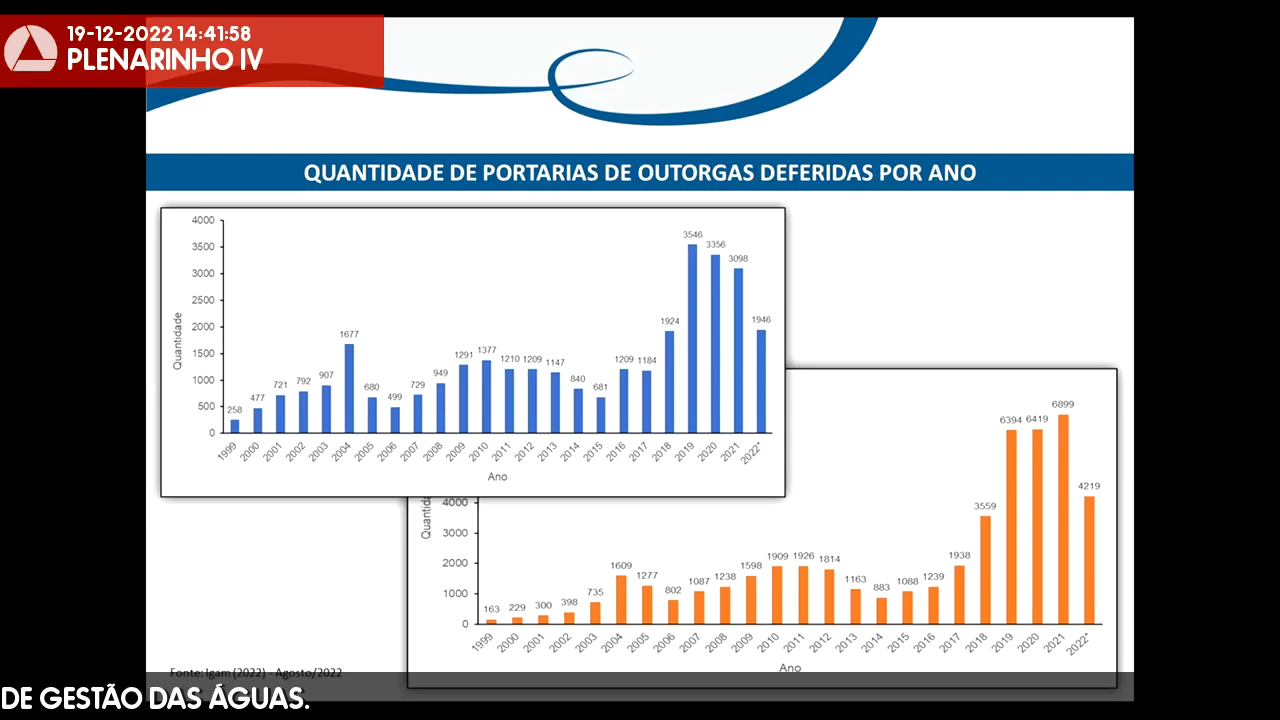 19-12-2022 14:41:58
PLENARINHO IV
QUANTIDADE DE PORTARIAS DE OUTORGAS DEFERIDAS POR ANO
4000
3500
3000
2500
2000
1500
1000
500
0
Quantidade
258 477 721 792 907 1677 680 499 729 949 1291 1377 1210 1209 1147 840 681 1209 1184 1924 3546 3356 3098 1946
1999 2000 2001 2002 2003 2004 2005 2006 2007 2008 2009 2010 2011 2012 2013 2014 2015 2016 2017 2018 2019 2020 2021 2022*
Ano
4000
3000
2000
1000
0
Quantida
163 229 300 398 735 1609 1277 802 1087 1238 1598 1909 1926 1814 1163 883 1088 1239 1938 3559 6394 6419 6899 4219
1999 2000 2001 2002 2003 2004 2005 2006 2007 2008 2009 2010 2011 2012 2013 2014 2015 2016 2017 2018 2019 2020 2021 2022*
Ano
Fonte: Igam (2022) - Agosto/2022
DE GESTÃO DAS ÁGUAS.